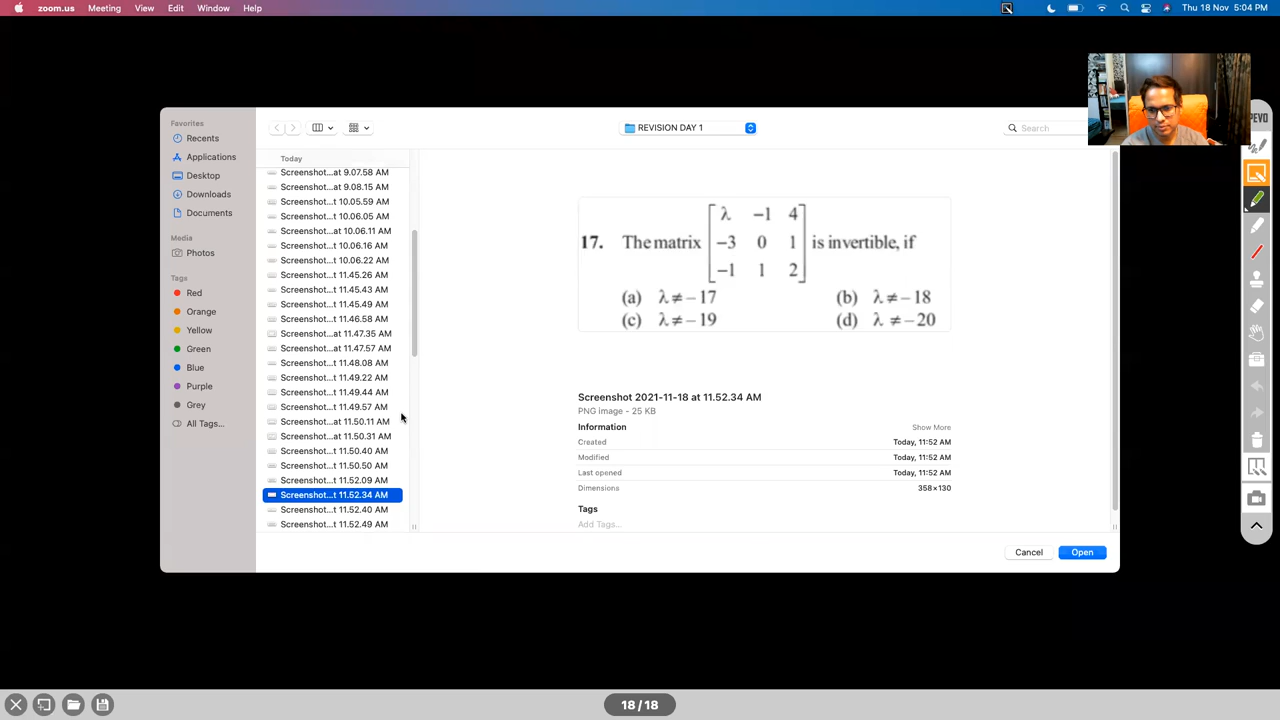 zoom.us Meeting View Edit Window Help Thu 18 Nov 5:04 PM
REVISION DAY 1
Search
Favorites
Recents
Applications
Desktop
Downloads
Documents
Media
Photos
Tags
Red
Orange
Yellow
Green
Blue
Purple
Grey
All Tags...
Today
Screenshot...at 9.07.58 AM
Screenshot...at 9.08.15 AM
Screenshot...t 10.05.59 AM
Screenshot...t 10.06.05 AM
Screenshot...at 10.06.11 AM
Screenshot...t 10.06.16 AM
Screenshot...t 10.06.22 AM
Screenshot...t 11.45.26 AM
Screenshot...t 11.45.43 AM
Screenshot...t 11.45.49 AM
Screenshot...t 11.46.58 AM
Screenshot...at 11.47.35 AM
Screenshot...at 11.47.57 AM
Screenshot...t 11.48.08 AM
Screenshot...t 11.49.22 AM
Screenshot...t 11.49.44 AM
Screenshot...t 11.49.57 AM
Screenshot...at 11.50.11 AM
Screenshot...at 11.50.31 AM
Screenshot...t 11.50.40 AM
Screenshot...t 11.50.50 AM
Screenshot...t 11.52.09 AM
Screenshot...t 11.52.34 AM
Screenshot...t 11.52.40 AM
Screenshot...t 11.52.49 AM
λ −1 4
17. The matrix −3 0 1 is invertible, if
−1 1 2
(a) λ ≠ −17 (b) λ ≠ −18
(c) λ ≠ −19 (d) λ ≠ −20
Screenshot 2021-11-18 at 11.52.34 AM
PNG image - 25 KB
Information Show More
Created Today, 11:52 AM
Modified Today, 11:52 AM
Last opened Today, 11:52 AM
Dimensions 358×130
Tags
Add Tags...
Cancel Open
18 / 18